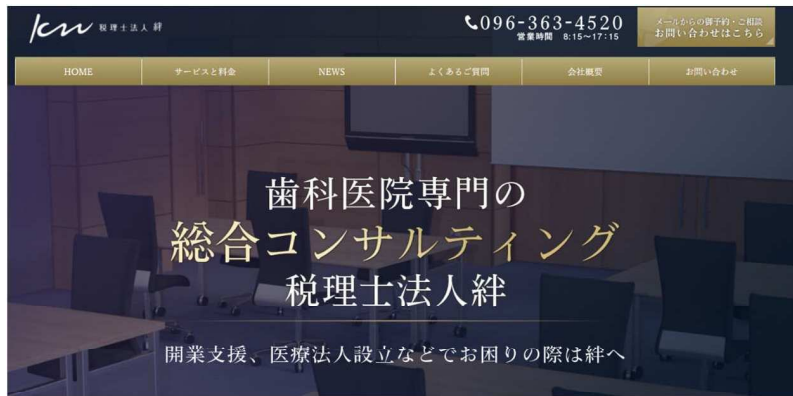 税理士法人 絆
096-363-4520
営業時間 8:15〜17:15
メールからの御予約・ご相談
お問い合わせはこちら
HOME
サービスと料金
NEWS
よくあるご質問
会社概要
お問い合わせ
歯科医院専門の
総合コンサルティング
税理士法人絆
開業支援、医療法人設立などでお困りの際は絆へ